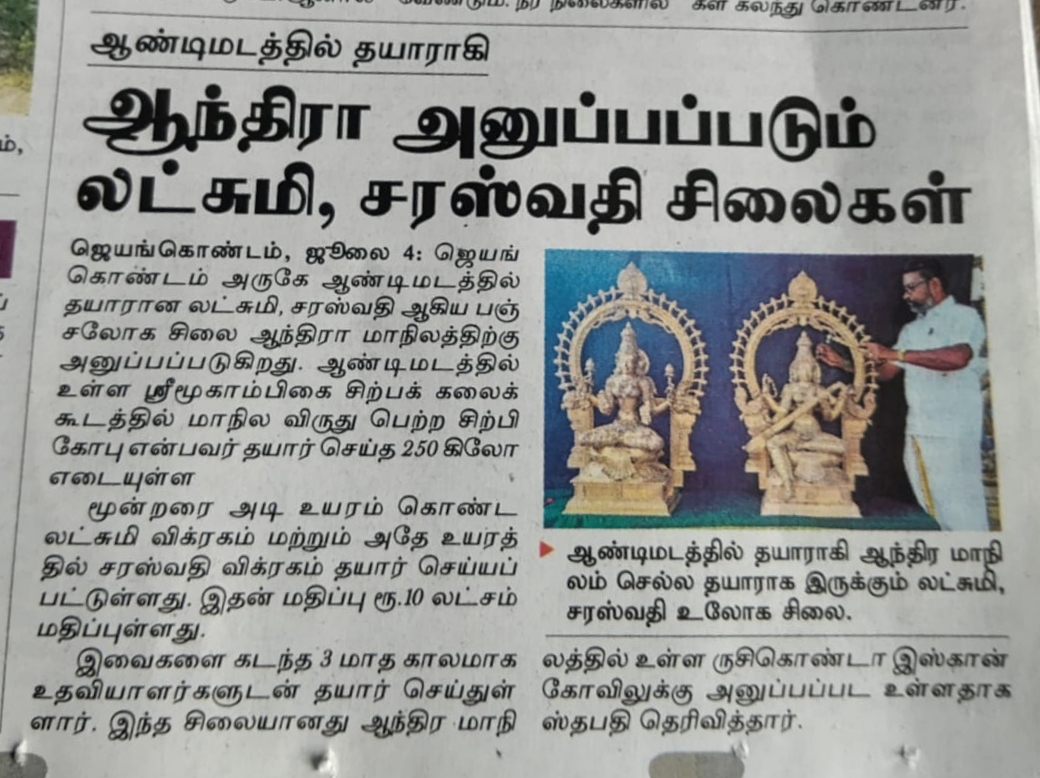 வேண்டும். நீர் நிலைகளில்
கள் கலந்து கொண்டனர்.
ஆண்டிமடத்தில் தயாராகி
ஆந்திரா அனுப்பப்படும்
லட்சுமி, சரஸ்வதி சிலைகள்
ஜெயங்கொண்டம், ஜூலை 4: ஜெயங்
கொண்டம் அருகே ஆண்டிமடத்தில்
தயாரான லட்சுமி, சரஸ்வதி ஆகிய பஞ்
சலோக சிலை ஆந்திரா மாநிலத்திற்கு
அனுப்பப்படுகிறது. ஆண்டிமடத்தில்
உள்ள ஸ்ரீமூகாம்பிகை சிற்பக் கலைக்
கூடத்தில் மாநில விருது பெற்ற சிற்பி
கோபு என்பவர் தயார் செய்த 250 கிலோ
எடையுள்ள
மூன்றரை அடி உயரம் கொண்ட
லட்சுமி விக்ரகம் மற்றும் அதே உயரத்
தில் சரஸ்வதி விக்ரகம் தயார் செய்யப்
பட்டுள்ளது. இதன் மதிப்பு ரூ.10 லட்சம்
மதிப்புள்ளது.
இவைகளை கடந்த 3 மாத காலமாக
உதவியாளர்களுடன் தயார் செய்துள்
ளார். இந்த சிலையானது ஆந்திர மாநி
ஆண்டிமடத்தில் தயாராகி ஆந்திர மாநி
லம் செல்ல தயாராக இருக்கும் லட்சுமி,
சரஸ்வதி உலோக சிலை.
லத்தில் உள்ள ருசிகொண்டா இஸ்கான்
கோவிலுக்கு அனுப்பப்பட உள்ளதாக
ஸ்தபதி தெரிவித்தார்.